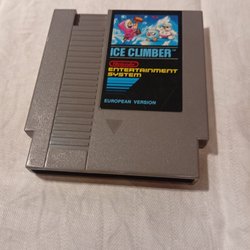 ICE CLIMBER
Nintendo
ENTERTAINMENT
SYSTEM
EUROPEAN VERSION